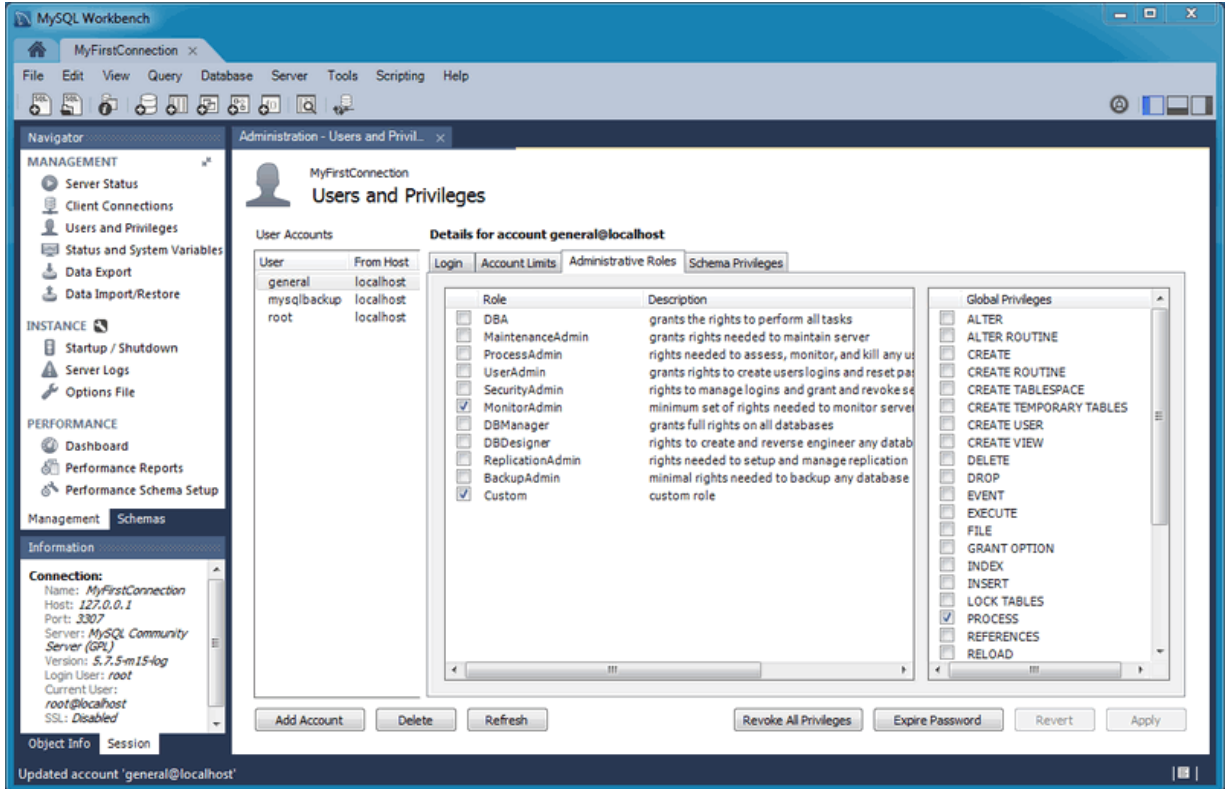 MySQL Workbench
MyFirstConnection
File Edit View Query Database Server Tools Scripting Help
Navigator
MANAGEMENT
Server Status
Client Connections
Users and Privileges
Status and System Variables
Data Export
Data Import/Restore
INSTANCE
Startup / Shutdown
Server Logs
Options File
PERFORMANCE
Dashboard
Performance Reports
Performance Schema Setup
Management Schemas
Information
Connection:
Name: MyFirstConnection
Host: 127.0.0.1
Port: 3307
Server: MySQL Community
Server (GPL)
Version: 5.7.5-m15-log
Login User: root
Current User:
root@localhost
SSL: Disabled
Object Info Session
Administration - Users and Privil...
MyFirstConnection
Users and Privileges
User Accounts
User From Host
general localhost
mysqlbackup localhost
root localhost
Details for account general@localhost
Login Account Limits Administrative Roles Schema Privileges
Role Description
DBA grants the rights to perform all tasks
MaintenanceAdmin grants rights needed to maintain server
ProcessAdmin rights needed to assess, monitor, and kill any u
UserAdmin grants rights to create users logins and reset pa
SecurityAdmin rights to manage logins and grant and revoke se
MonitorAdmin minimum set of rights needed to monitor server
DBManager grants full rights on all databases
DBDesigner rights to create and reverse engineer any datab
ReplicationAdmin rights needed to setup and manage replication
BackupAdmin minimal rights needed to backup any database
Custom custom role
Global Privileges
ALTER
ALTER ROUTINE
CREATE
CREATE ROUTINE
CREATE TABLESPACE
CREATE TEMPORARY TABLES
CREATE USER
CREATE VIEW
DELETE
DROP
EVENT
EXECUTE
FILE
GRANT OPTION
INDEX
INSERT
LOCK TABLES
PROCESS
REFERENCES
RELOAD
Add Account Delete Refresh Revoke All Privileges Expire Password Revert Apply
Updated account 'general@localhost'